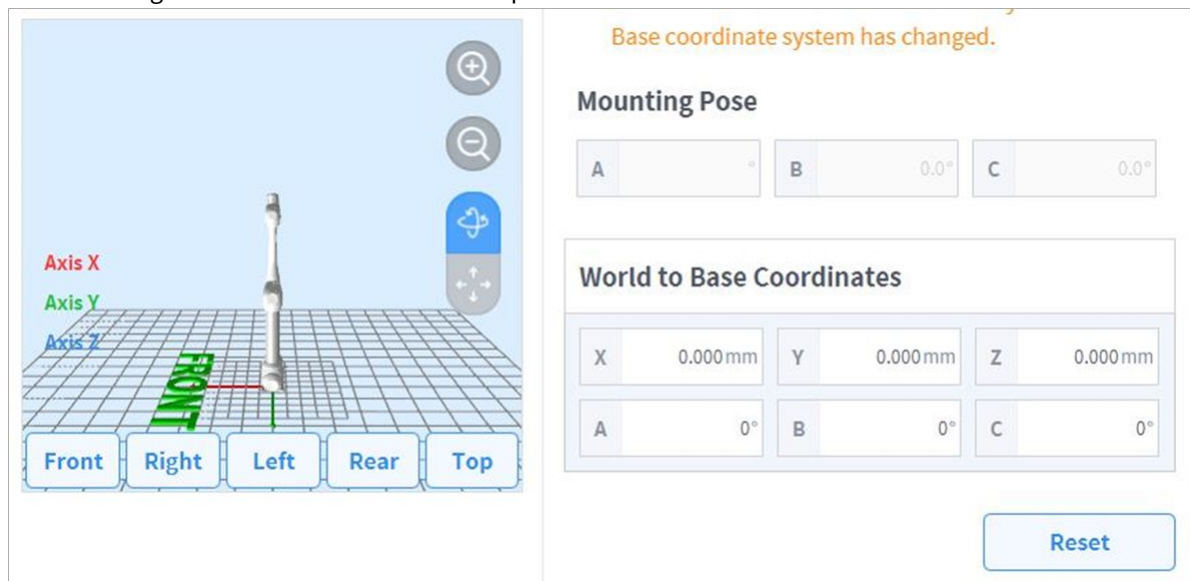 Base coordinate system has changed.
Mounting Pose
A ° B 0.0° C 0.0°
Axis X
Axis Y
Axis Z
FRONT
World to Base Coordinates
X 0.000 mm Y 0.000 mm Z 0.000 mm
A 0° B 0° C 0°
Front Right Left Rear Top
Reset